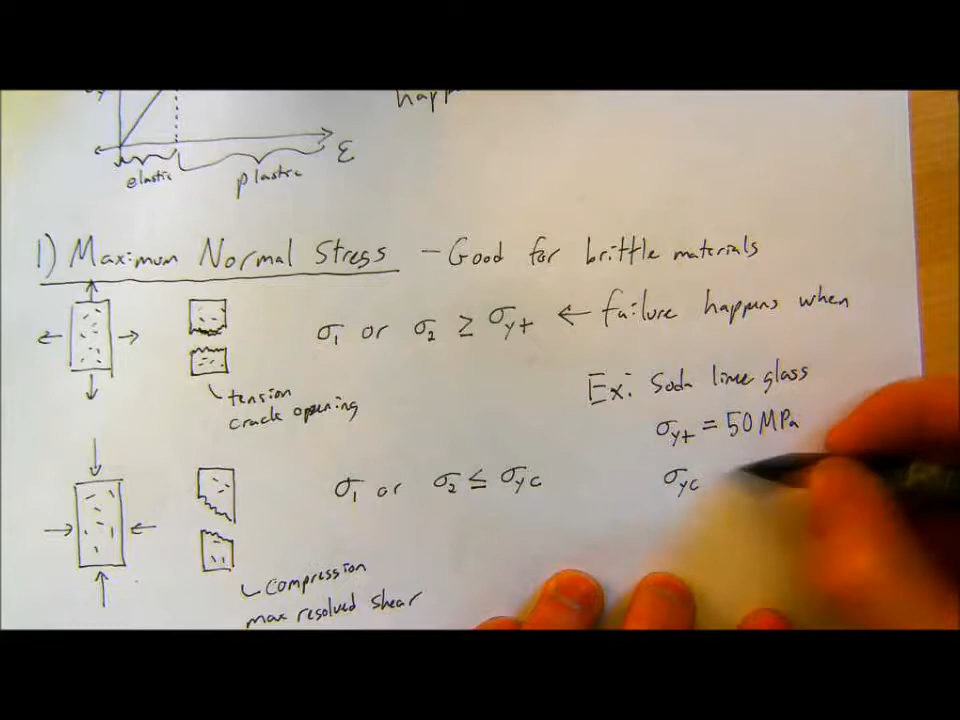 happ
ε
elastic
plastic
1) Maximum Normal Stress - Good for brittle materials
σ1 or σ2 ≥ σyt ← failure happens when
tension
crack opening
Ex: Soda lime glass
σyt = 50 MPa
σ1 or σ2 ≤ σyc
σyc
Compression
max resolved shear